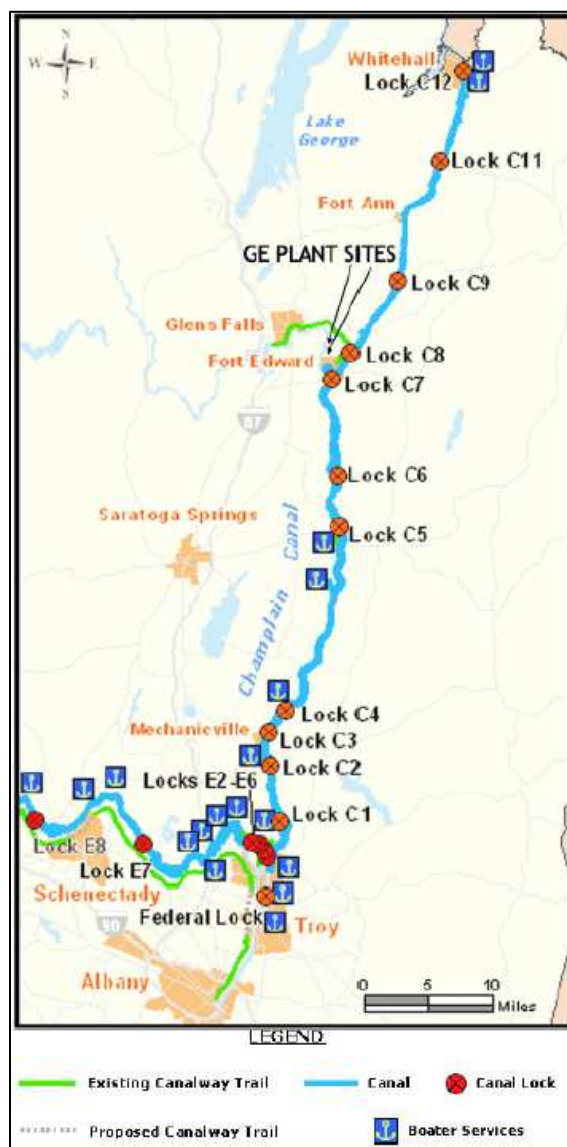 N
W E
S
Whitehall
Lock C12
Lake
George
Lock C11
Fort Ann
GE PLANT SITES
Lock C9
Glens Falls
Lock C8
Fort Edward
Lock C7
87
Lock C6
Saratoga Springs
Lock C5
Champlain Canal
Lock C4
Mechanicville
Lock C3
Locks E2-E6
Lock C2
Lock C1
Lock E8
Lock E7
Schenectady
Federal Lock
Troy
90
Albany
0 5 10
Miles
LEGEND
Existing Canalway Trail
Canal
Canal Lock
Proposed Canalway Trail
Boater Services